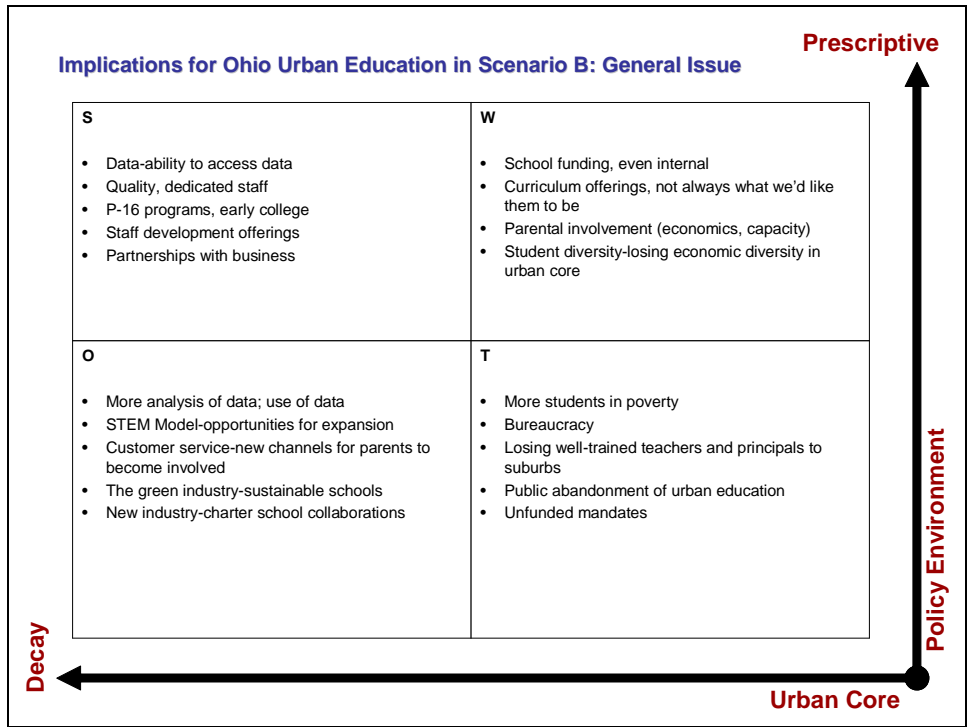 Prescriptive
Implications for Ohio Urban Education in Scenario B: General Issue
S
• Data-ability to access data
• Quality, dedicated staff
• P-16 programs, early college
• Staff development offerings
• Partnerships with business
W
• School funding, even internal
• Curriculum offerings, not always what we'd like
them to be
• Parental involvement (economics, capacity)
• Student diversity-losing economic diversity in
urban core
O
• More analysis of data; use of data
• STEM Model-opportunities for expansion
• Customer service-new channels for parents to
become involved
• The green industry-sustainable schools
• New industry-charter school collaborations
T
• More students in poverty
• Bureaucracy
• Losing well-trained teachers and principals to
suburbs
• Public abandonment of urban education
• Unfunded mandates
Policy Environment
Decay
Urban Core